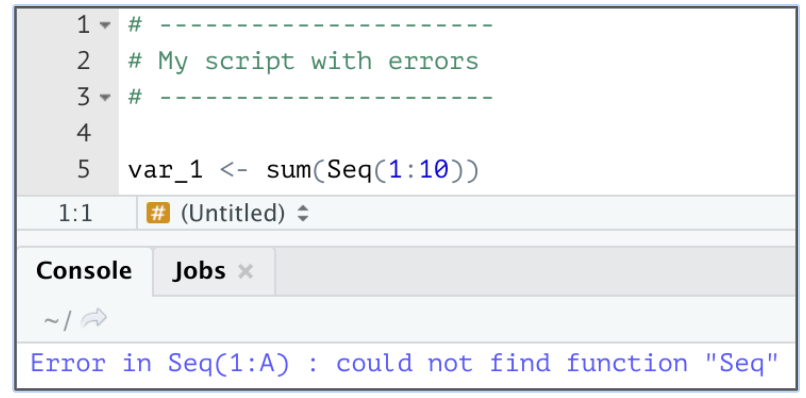 1 # ----------------------
2 # My script with errors
3 # ----------------------
4
5 var_1 <- sum(Seq(1:10))
1:1 # (Untitled)
Console Jobs ×
~/
Error in Seq(1:A) : could not find function "Seq"